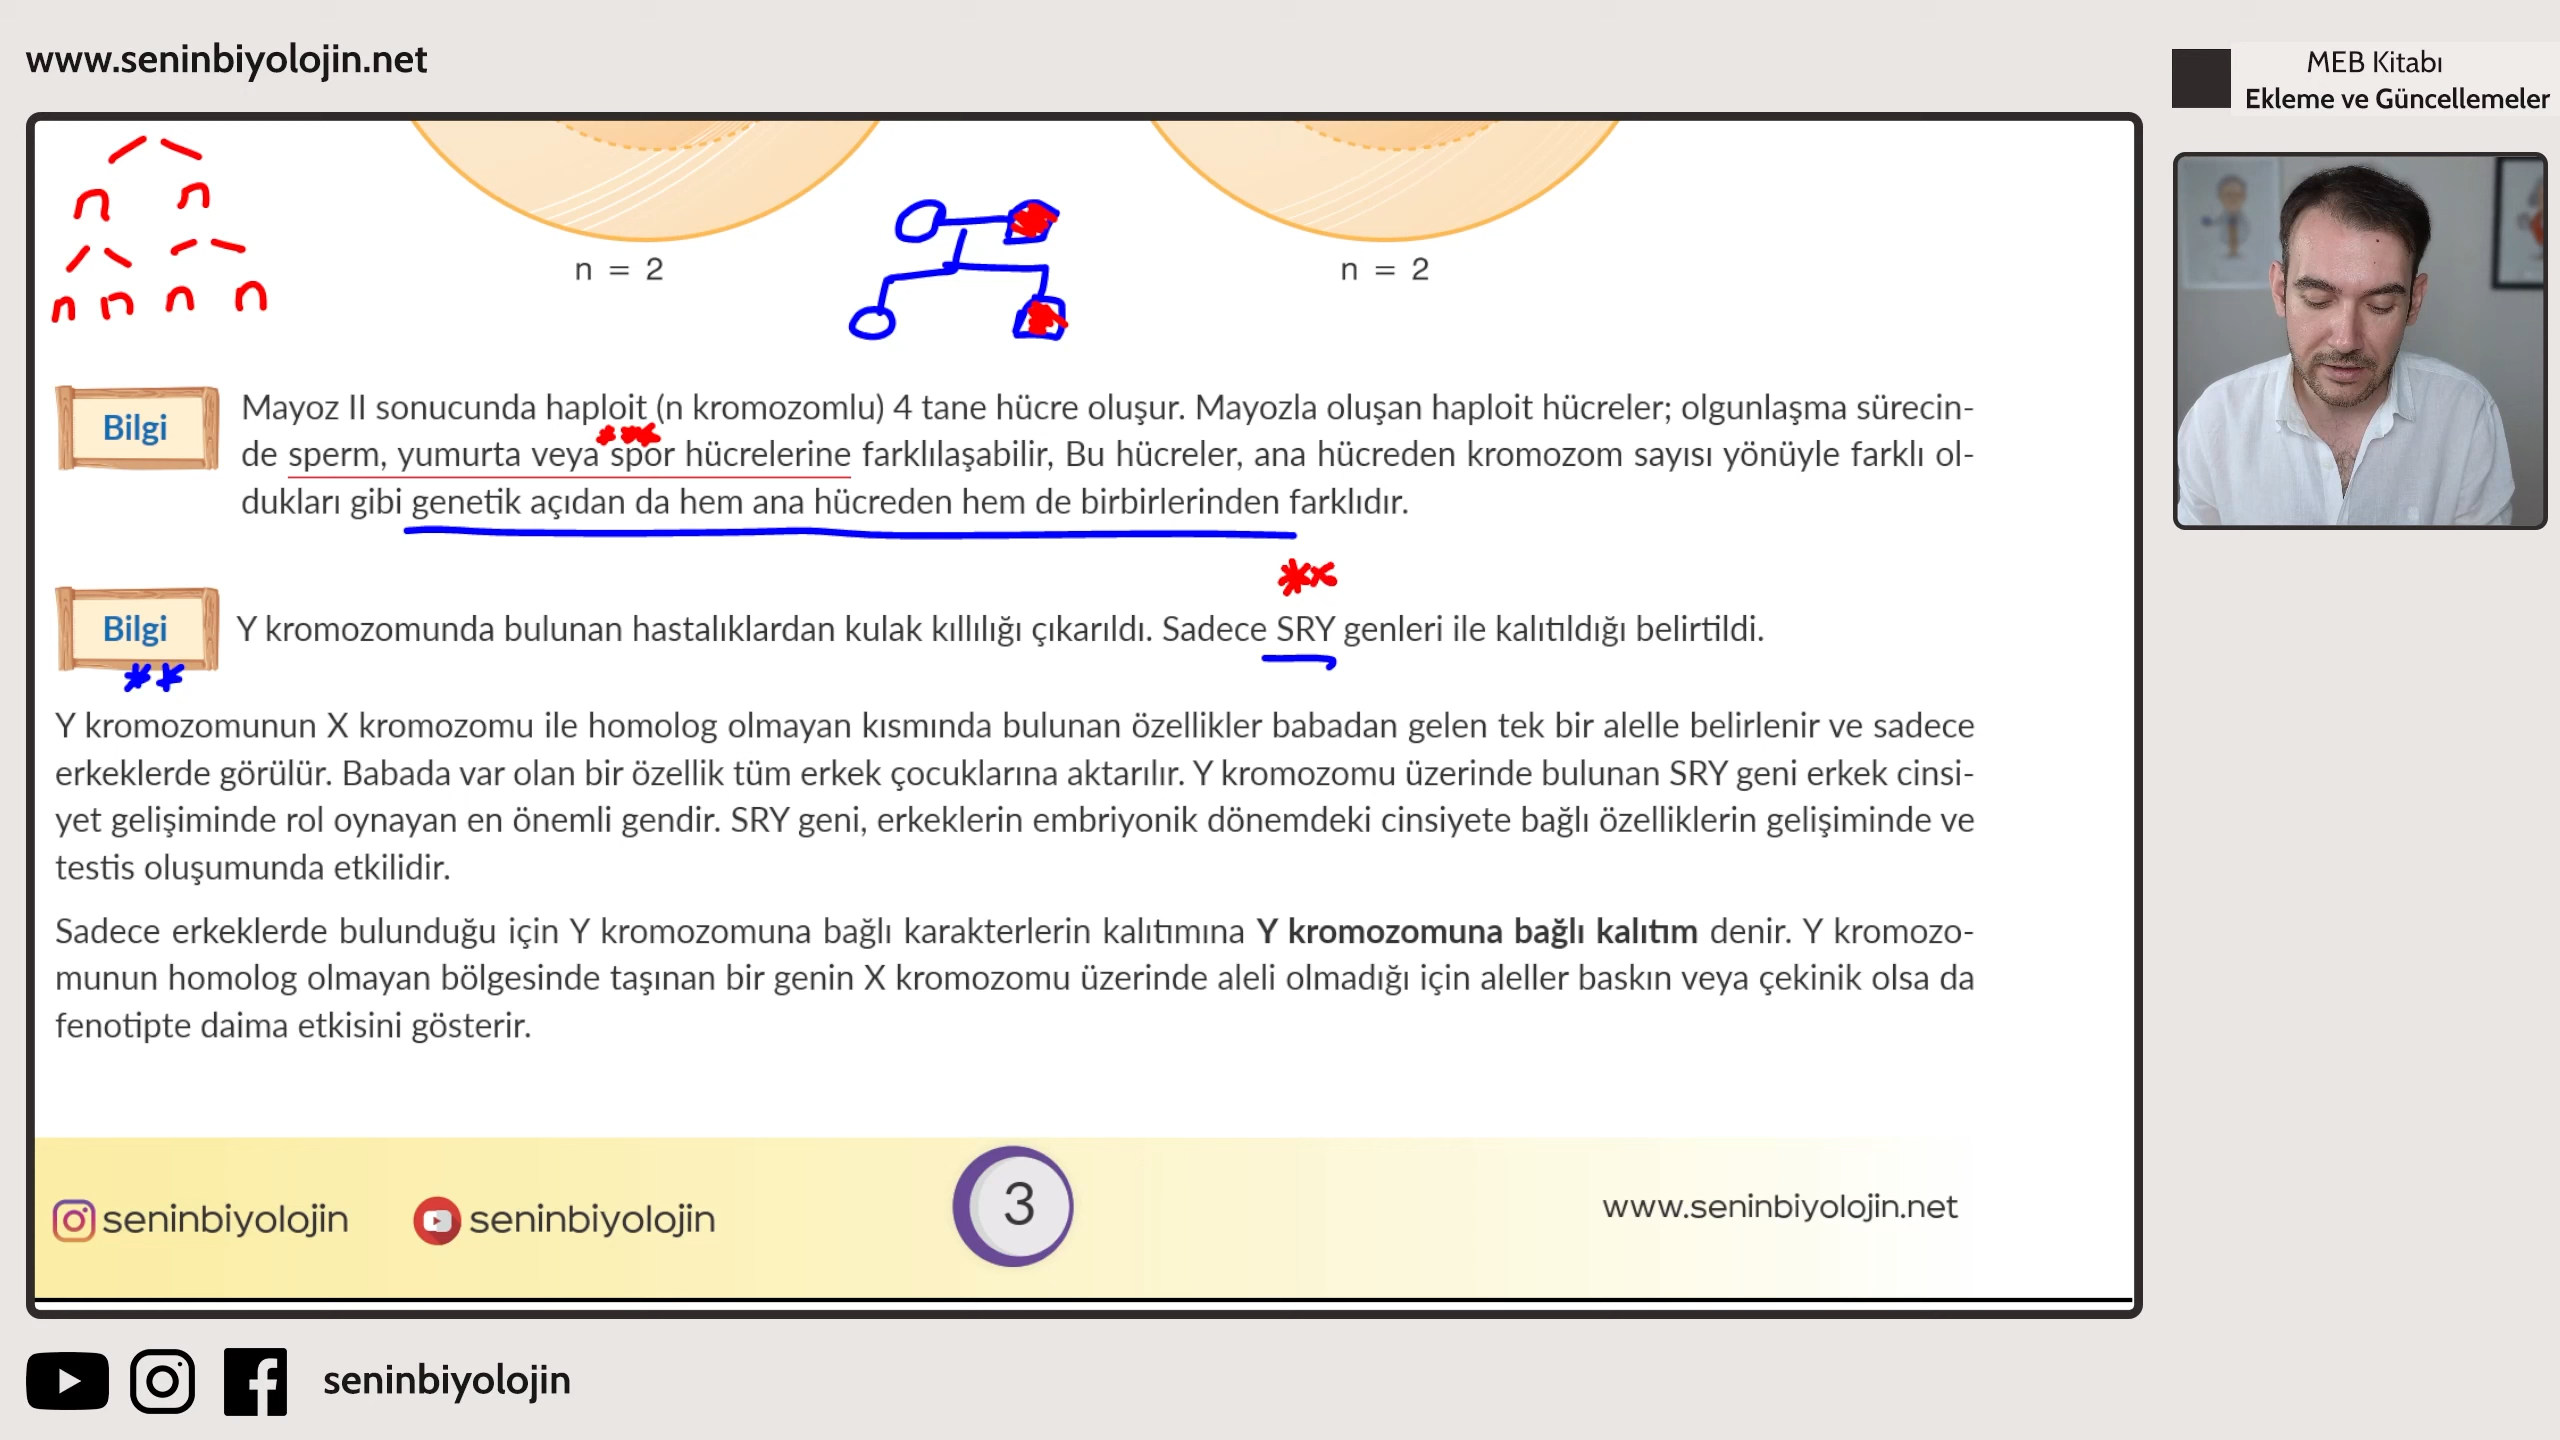 www.seninbiyolojin.net
MEB Kitabı
Ekleme ve Güncellemeler
n n
n n n n
n = 2
n = 2
Bilgi
Mayoz II sonucunda haploit (n kromozomlu) 4 tane hücre oluşur. Mayozla oluşan haploit hücreler; olgunlaşma sürecin-
de sperm, yumurta veya spor hücrelerine farklılaşabilir, Bu hücreler, ana hücreden kromozom sayısı yönüyle farklı ol-
dukları gibi genetik açıdan da hem ana hücreden hem de birbirlerinden farklıdır.
Bilgi
Y kromozomunda bulunan hastalıklardan kulak kıllılığı çıkarıldı. Sadece SRY genleri ile kalıtıldığı belirtildi.
Y kromozomunun X kromozomu ile homolog olmayan kısmında bulunan özellikler babadan gelen tek bir alelle belirlenir ve sadece
erkeklerde görülür. Babada var olan bir özellik tüm erkek çocuklarına aktarılır. Y kromozomu üzerinde bulunan SRY geni erkek cinsi-
yet gelişiminde rol oynayan en önemli gendir. SRY geni, erkeklerin embriyonik dönemdeki cinsiyete bağlı özelliklerin gelişiminde ve
testis oluşumunda etkilidir.
Sadece erkeklerde bulunduğu için Y kromozomuna bağlı karakterlerin kalıtımına Y kromozomuna bağlı kalıtım denir. Y kromozo-
munun homolog olmayan bölgesinde taşınan bir genin X kromozomu üzerinde aleli olmadığı için aleller baskın veya çekinik olsa da
fenotipte daima etkisini gösterir.
seninbiyolojin
seninbiyolojin
3
www.seninbiyolojin.net
seninbiyolojin